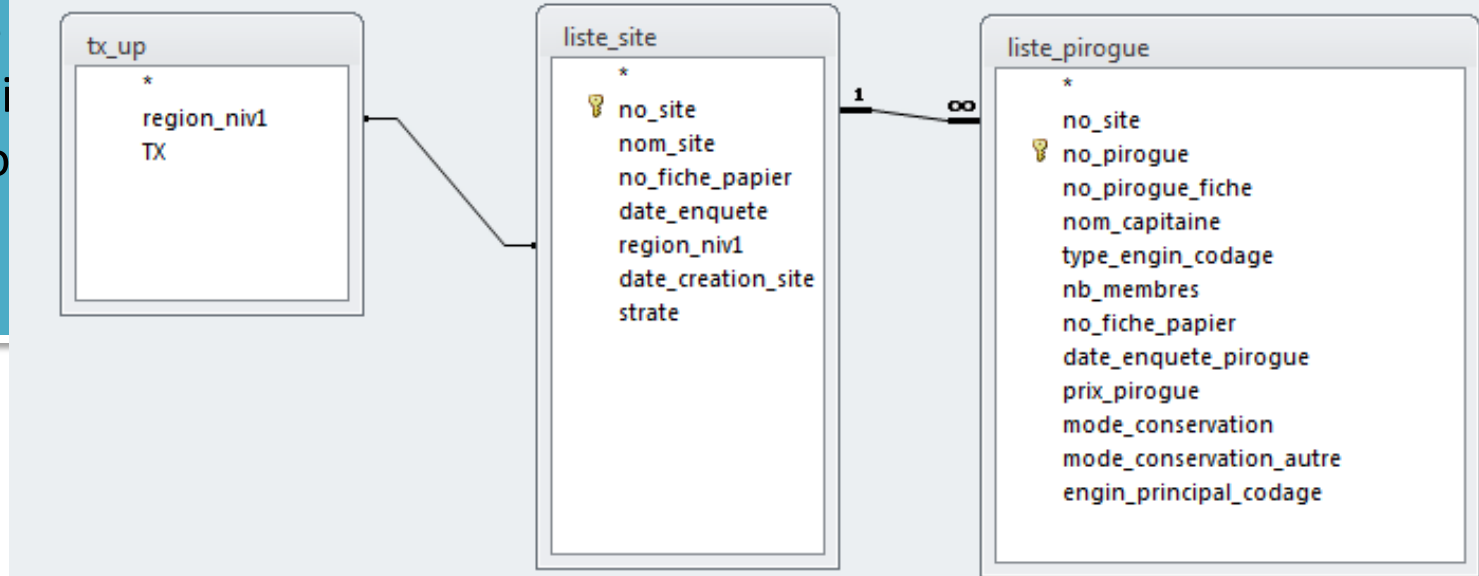 tx_up
*
region_niv1
TX
liste_site
*
no_site
nom_site
no_fiche_papier
date_enquete
region_niv1
date_creation_site
strate
1
∞
liste_pirogue
*
no_site
no_pirogue
no_pirogue_fiche
nom_capitaine
type_engin_codage
nb_membres
no_fiche_papier
date_enquete_pirogue
prix_pirogue
mode_conservation
mode_conservation_autre
engin_principal_codage